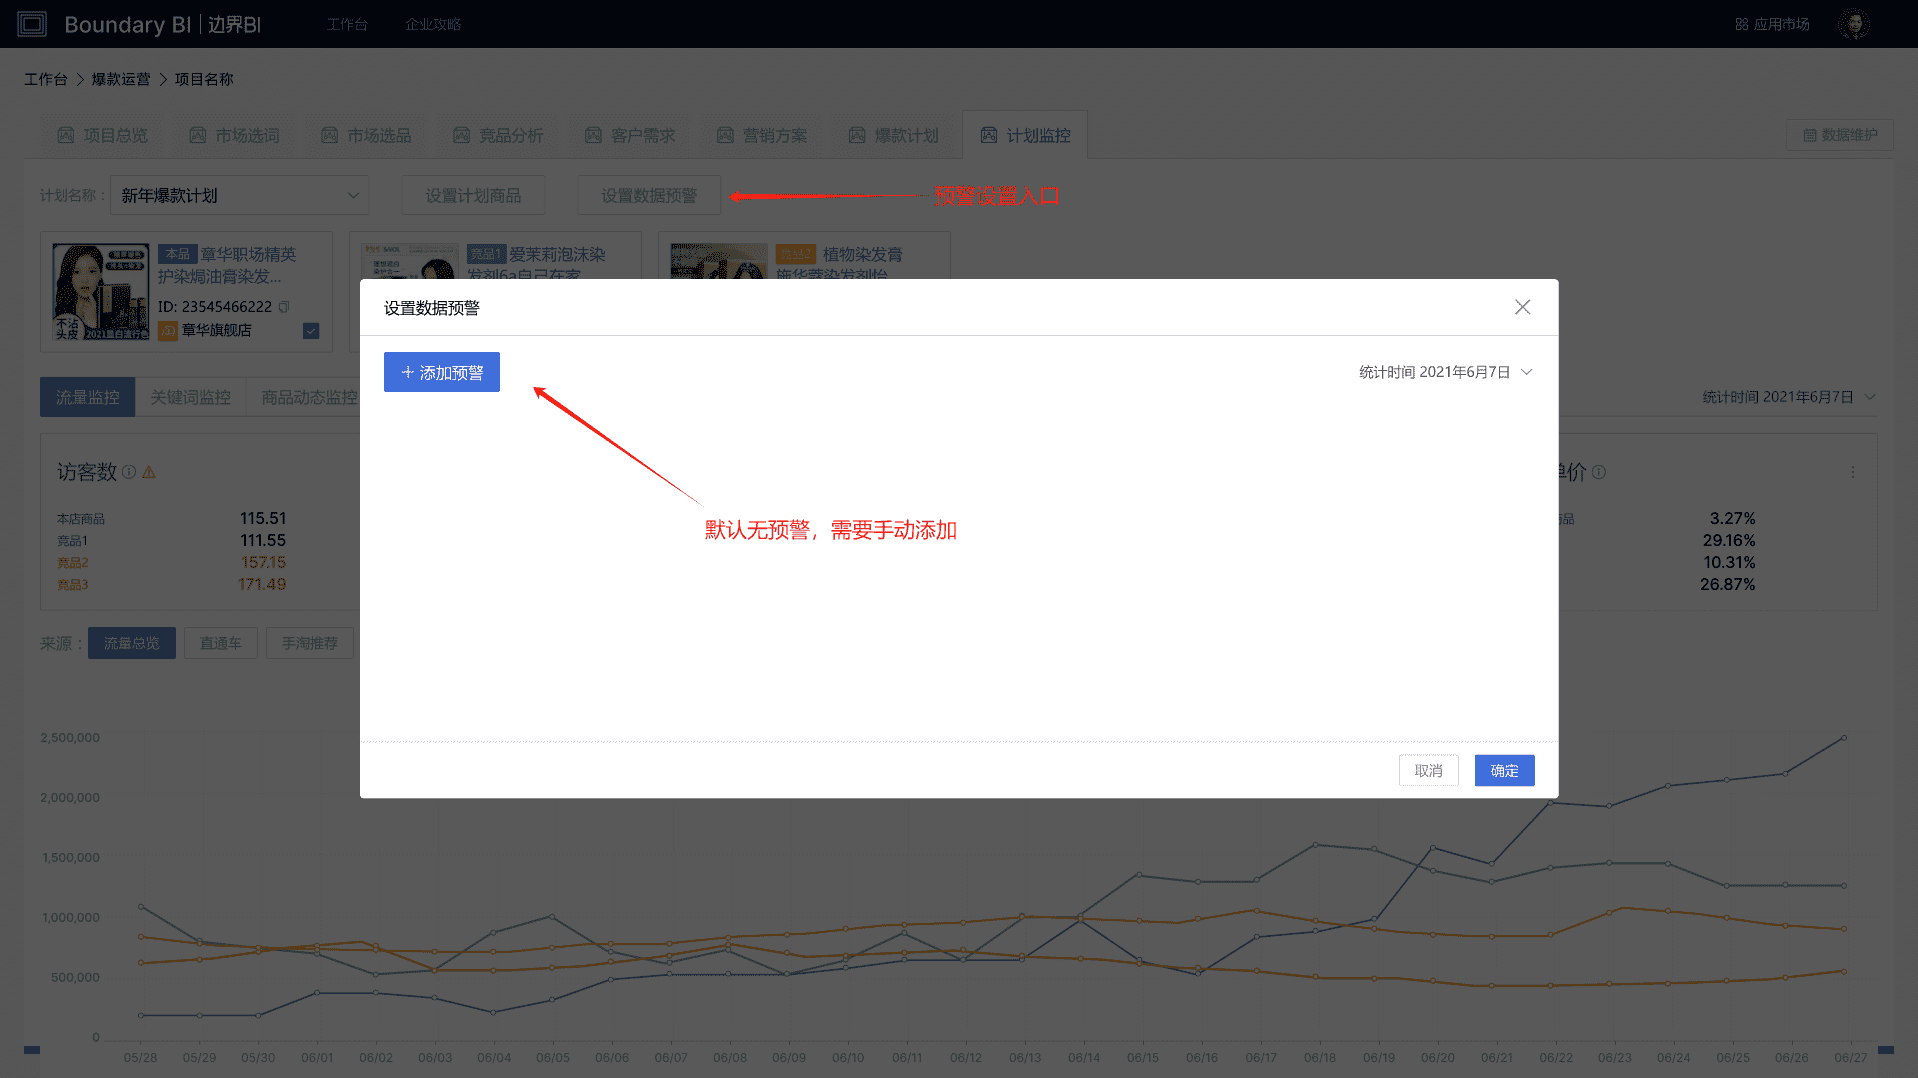 Boundary BI | 边界BI 工作台 企业攻略 应用市场
工作台 > 爆款运营 > 项目名称
项目总览 市场选词 市场选品 竞品分析 客户需求 营销方案 爆款计划 计划监控 数据维护
计划名称： 新年爆款计划 设置计划商品 设置数据预警 预警设置入口
本品 章华职场精英
护染焗油膏染发...
ID: 23545466222
章华旗舰店
不沾
头皮
竞品1 爱茉莉泡沫染
发剂6a自己在家
竞品2 植物染发膏
施华蔻染发剂怡
设置数据预警
添加预警 统计时间 2021年6月7日
默认无预警，需要手动添加
取消 确定
流量监控 关键词监控 商品动态监控 统计时间 2021年6月7日
访客数
本店商品 115.51
竞品1 111.55
竞品2 157.15
竞品3 171.49
单价
品 3.27%
29.16%
10.31%
26.87%
来源： 流量总览 直通车 手淘推荐
2,500,000
2,000,000
1,500,000
1,000,000
500,000
0
05/28 05/29 05/30 06/01 06/02 06/03 06/04 06/05 06/06 06/07 06/08 06/09 06/10 06/11 06/12 06/13 06/14 06/15 06/16 06/17 06/18 06/19 06/20 06/21 06/22 06/23 06/24 06/25 06/26 06/27